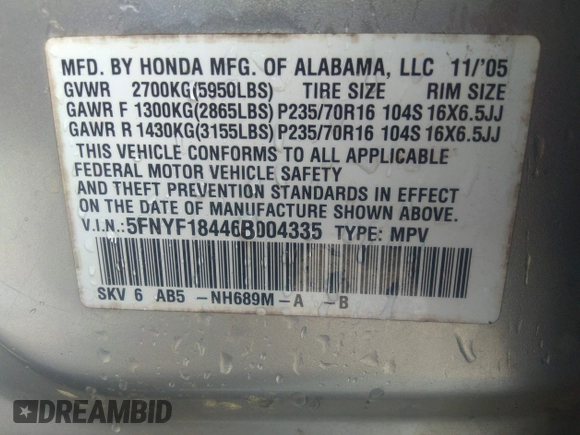 MFD. BY HONDA MFG. OF ALABAMA, LLC 11/'05
GVWR 2700KG(5950LBS) TIRE SIZE RIM SIZE
GAWR F 1300KG(2865LBS) P235/70R16 104S 16X6.5JJ
GAWR R 1430KG(3155LBS) P235/70R16 104S 16X6.5JJ
THIS VEHICLE CONFORMS TO ALL APPLICABLE
FEDERAL MOTOR VEHICLE SAFETY
AND THEFT PREVENTION STANDARDS IN EFFECT
ON THE DATE OF MANUFACTURE SHOWN ABOVE.
V.I.N.: 5FNYF18446B004335 TYPE: MPV
SKV 6 AB5 -NH689M-A -B
DREAMBID